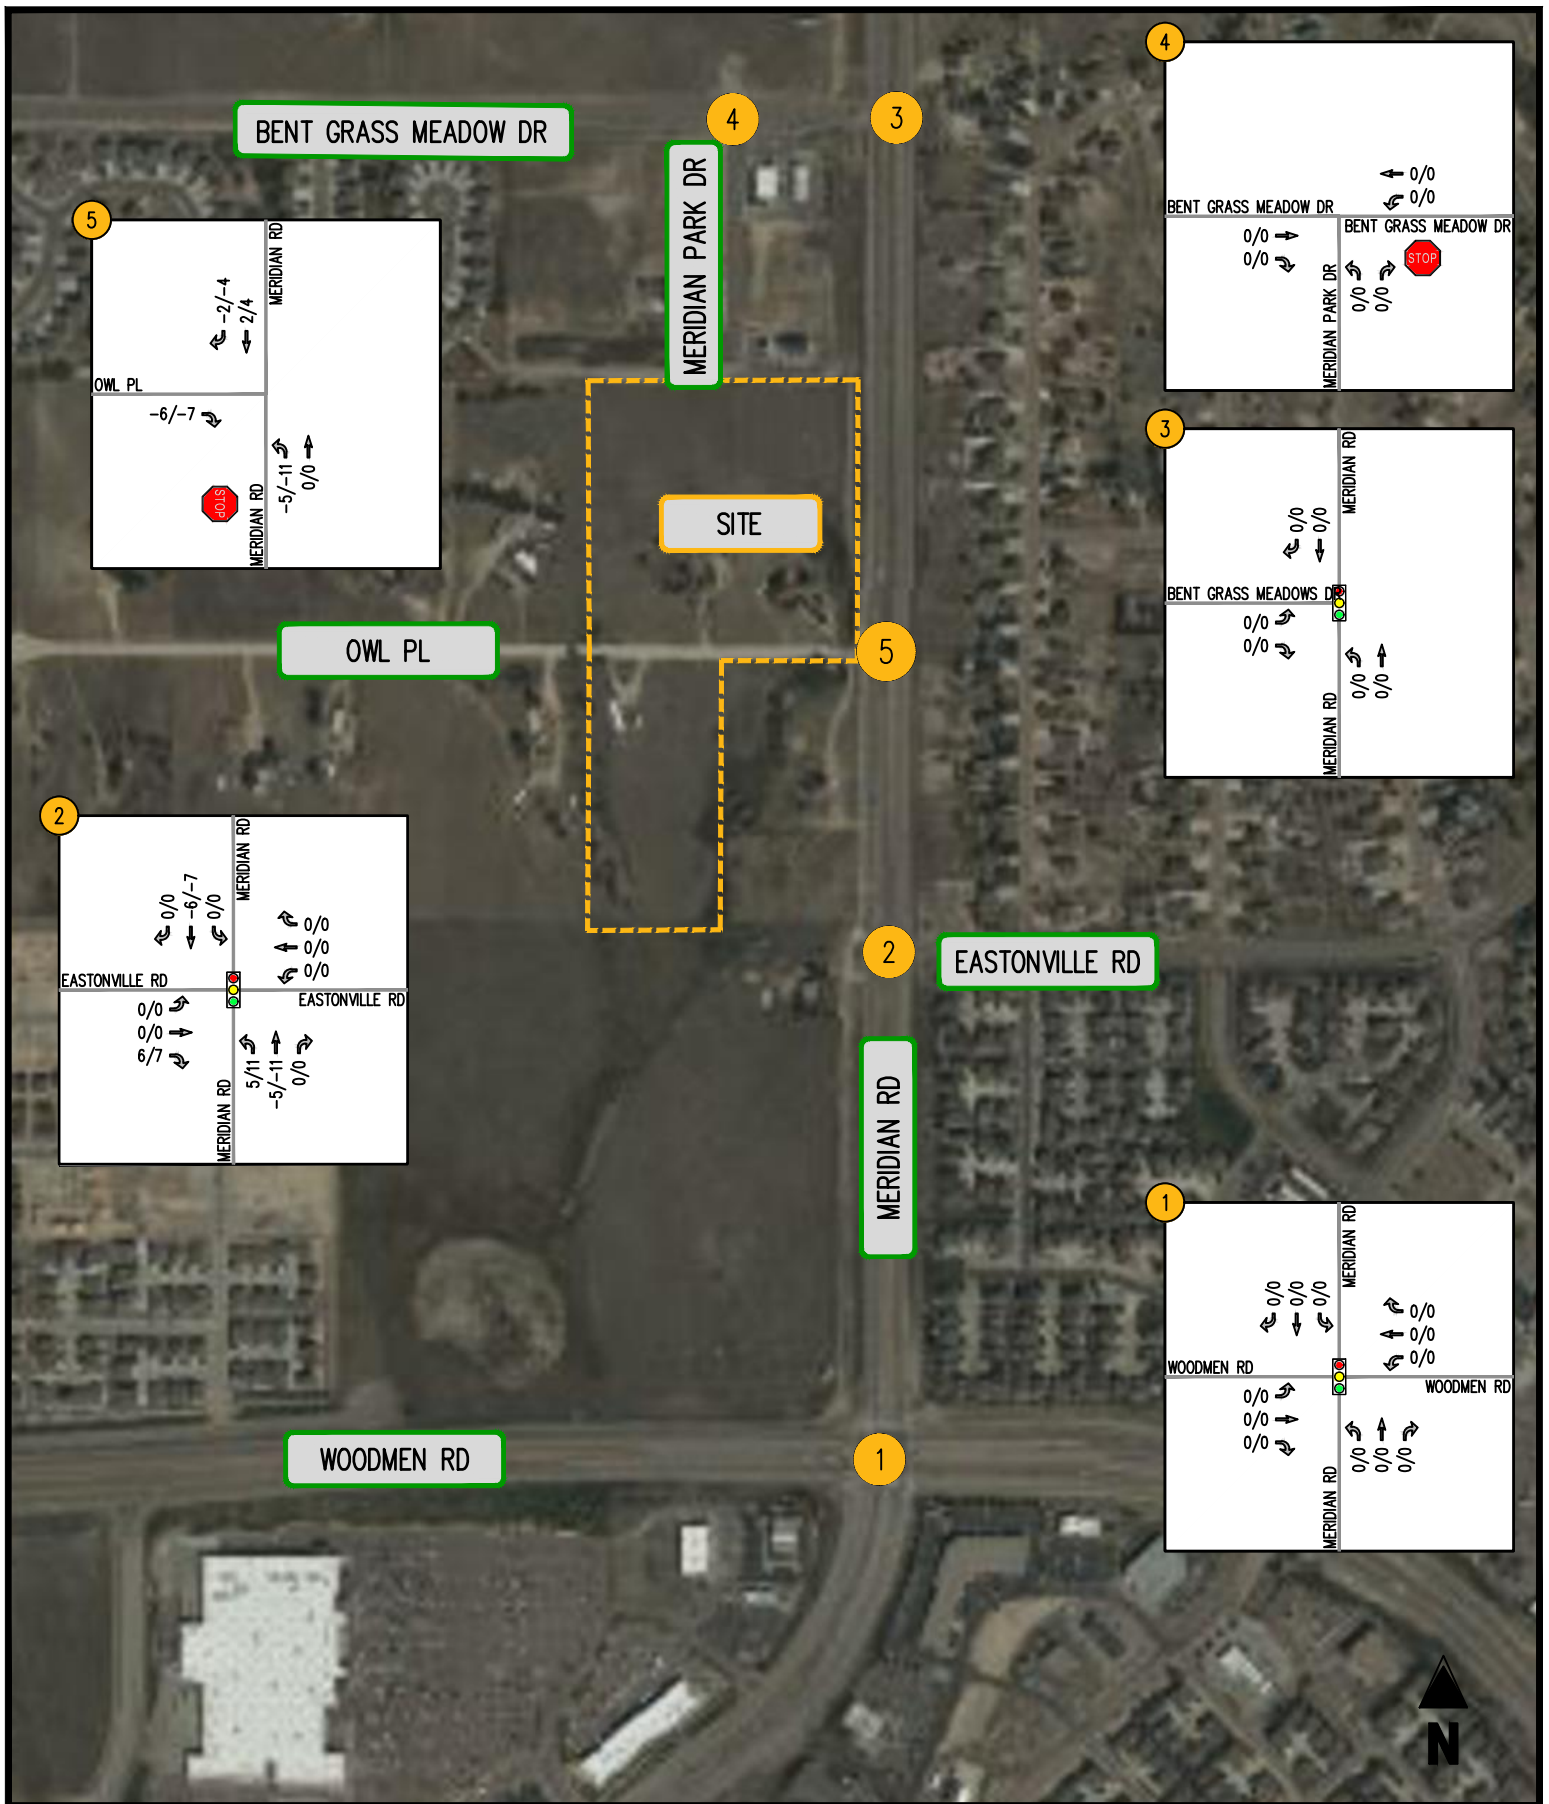 4
BENT GRASS MEADOW DR
4
3
MERIDIAN PARK DR
0/0
0/0
BENT GRASS MEADOW DR
BENT GRASS MEADOW DR
0/0
0/0
STOP
0/0
0/0
MERIDIAN PARK DR
5
MERIDIAN RD
-2/-4
2/4
OWL PL
-6/-7
-5/-11
0/0
STOP
MERIDIAN RD
3
MERIDIAN RD
0/0
0/0
BENT GRASS MEADOWS DR
0/0
0/0
0/0
0/0
MERIDIAN RD
SITE
OWL PL
5
2
MERIDIAN RD
0/0
-6/-7
0/0
0/0
0/0
0/0
EASTONVILLE RD
EASTONVILLE RD
0/0
0/0
6/7
5/11
-5/-11
0/0
MERIDIAN RD
2
EASTONVILLE RD
MERIDIAN RD
1
MERIDIAN RD
0/0
0/0
0/0
0/0
0/0
0/0
WOODMEN RD
WOODMEN RD
0/0
0/0
0/0
0/0
0/0
0/0
MERIDIAN RD
WOODMEN RD
1
N